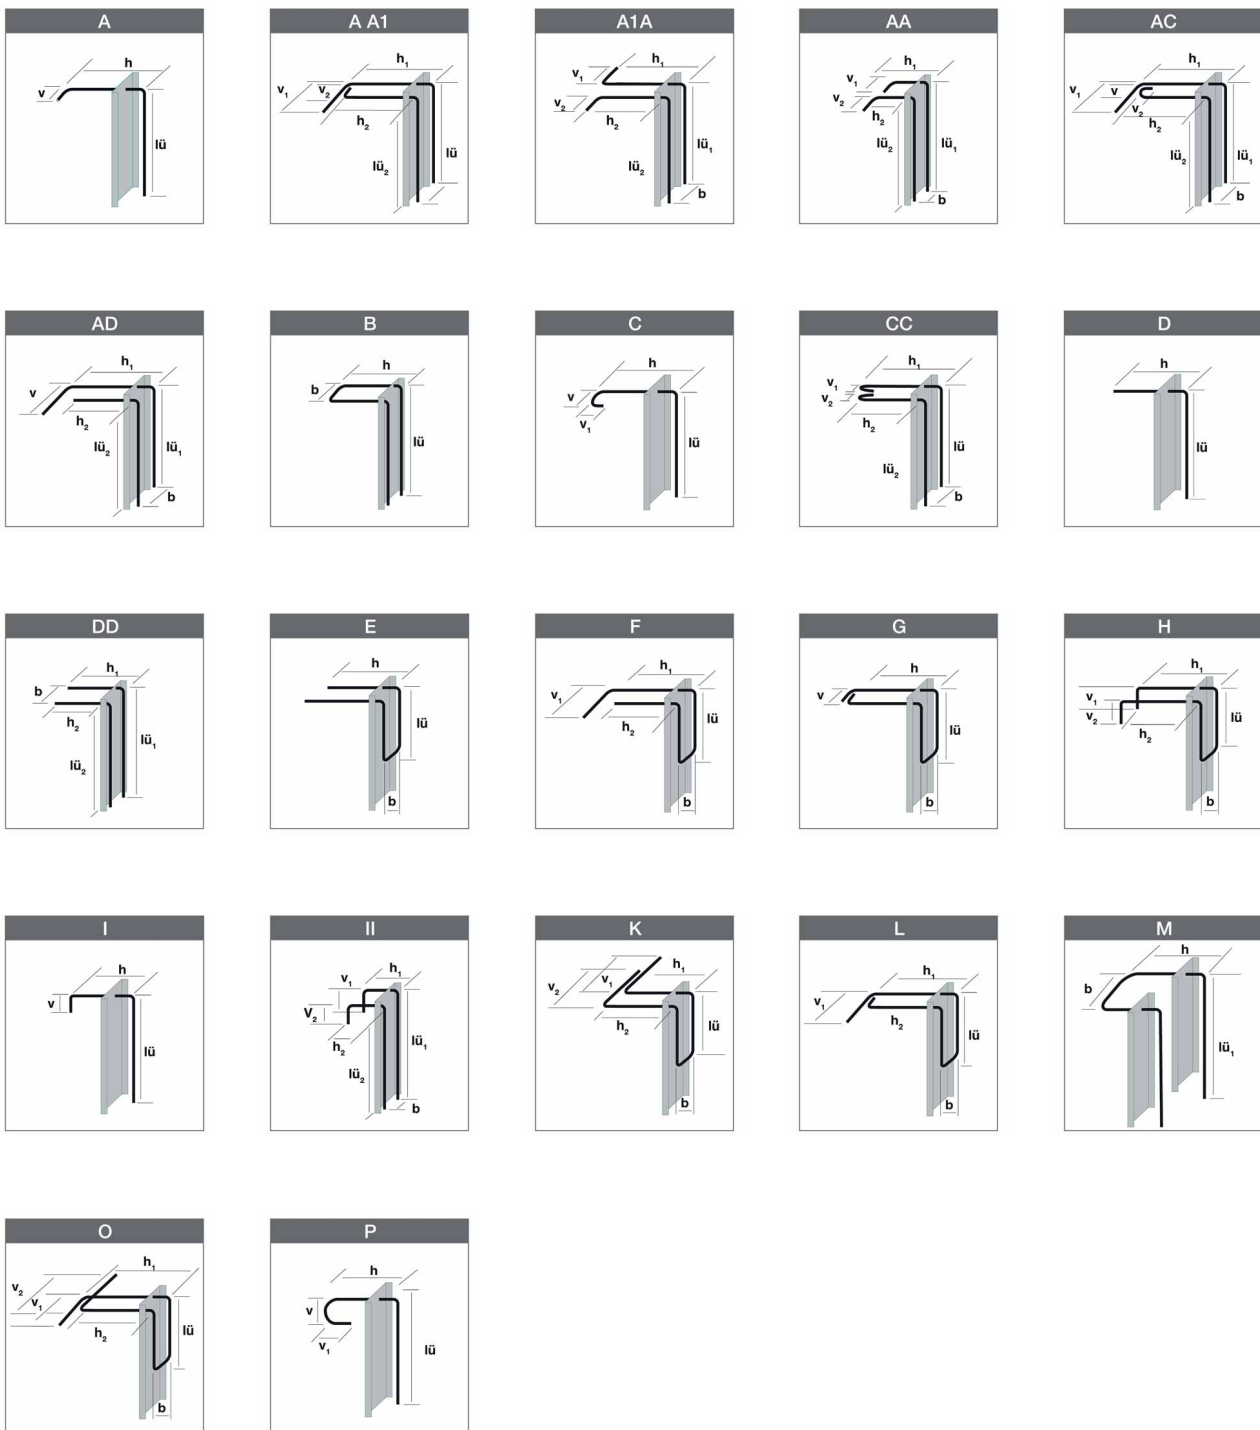 A
A A1
A1A
AA
AC
h
v
lü
h₁
v₁
v₂
h₂
lü₂
lü
h₁
v₁
v₂
h₂
lü₂
lü₁
b
h
v₁
v₂
h₂
lü₂
lü₁
b
h₁
v₁
v
v₂
h₂
lü₂
lü₁
b
AD
B
C
CC
D
h₁
v
h₂
lü₂
lü₁
b
h
b
lü
h
v
v₁
lü
h₁
v₁
v₂
h₂
lü₂
lü
b
h
lü
DD
E
F
G
H
h₁
b
h₂
lü₂
lü₁
h
lü
b
h₁
v₁
h₂
lü
b
h
v
lü
b
h₁
v₁
v₂
h₂
lü
b
I
II
K
L
M
h
v
lü
h₁
v₁
V₂
h₂
lü₂
lü₁
b
h₁
v₁
v₂
h₂
lü
b
h₁
v₁
h₂
lü
b
h
b
lü₁
O
P
h₁
v₂
v₁
h₂
lü
b
h
v
v₁
lü